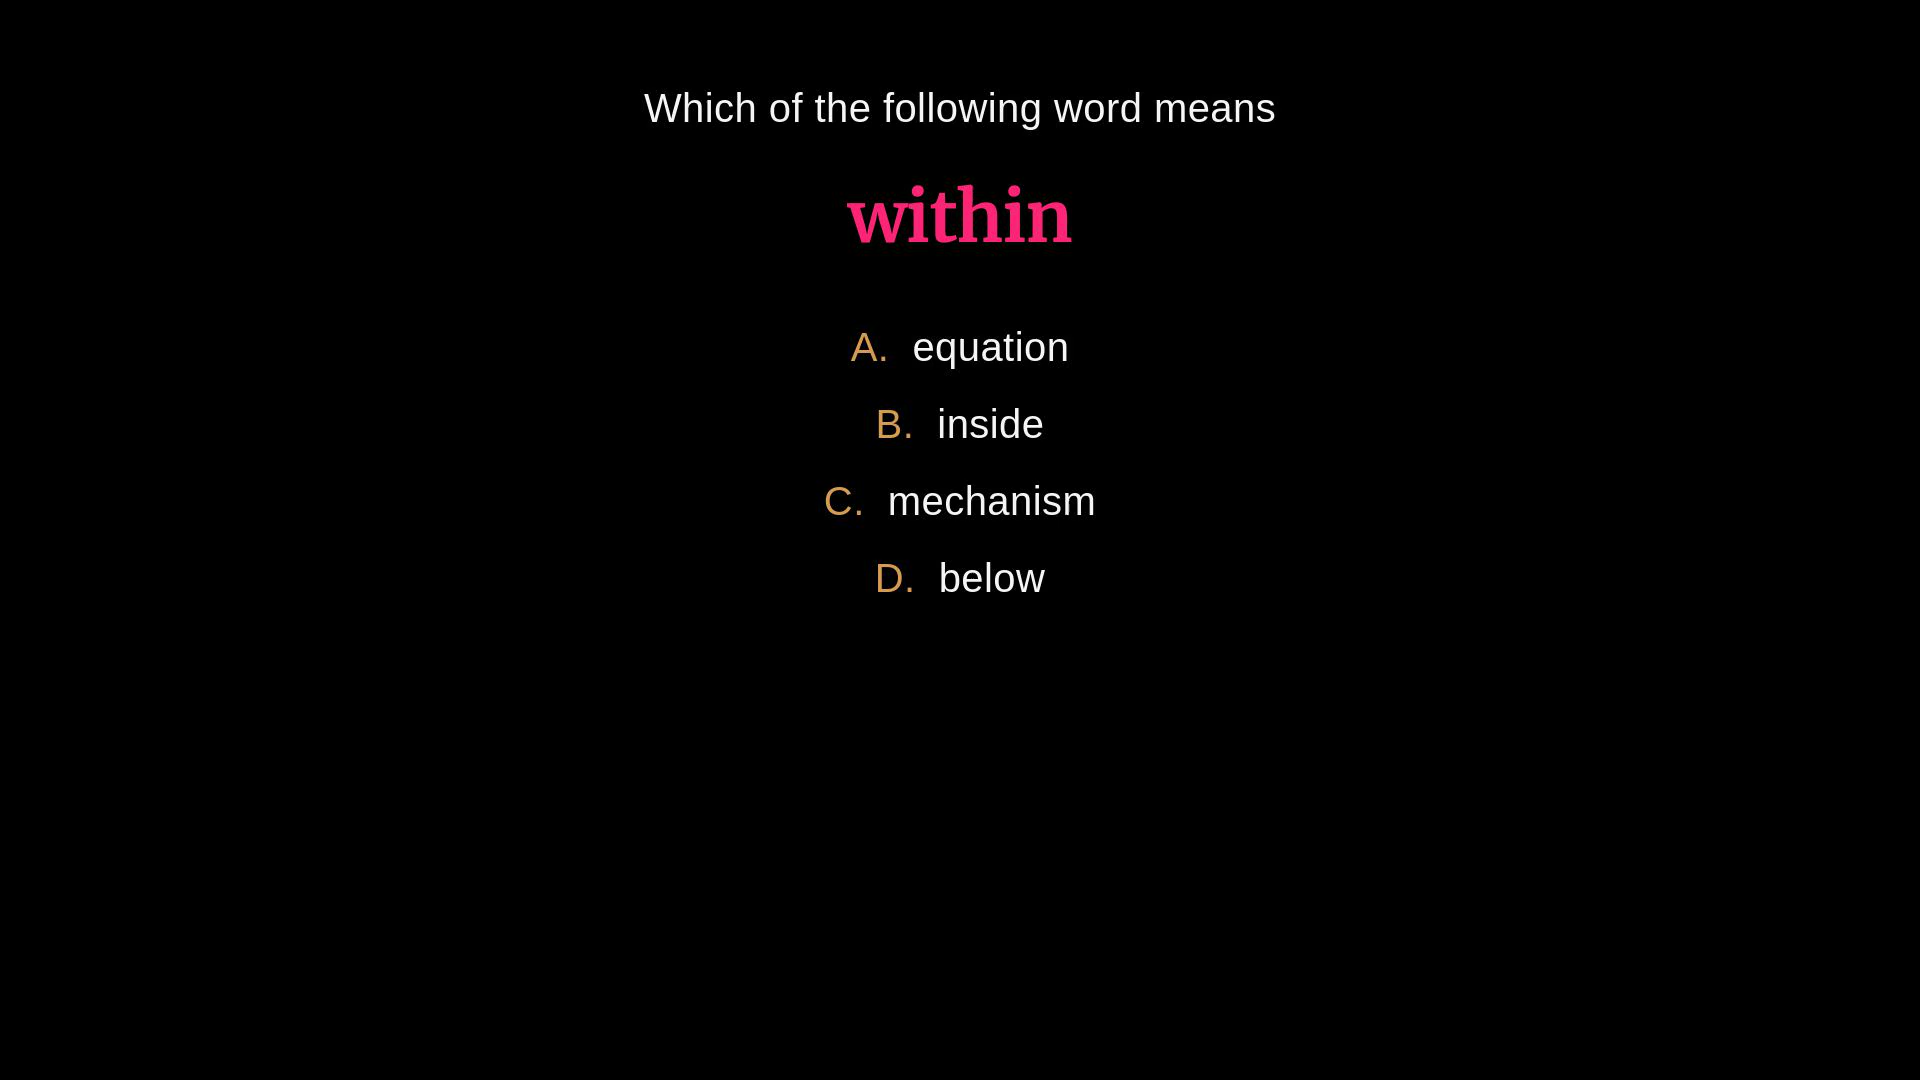 Which of the following word means
within
A. equation
B. inside
C. mechanism
D. below